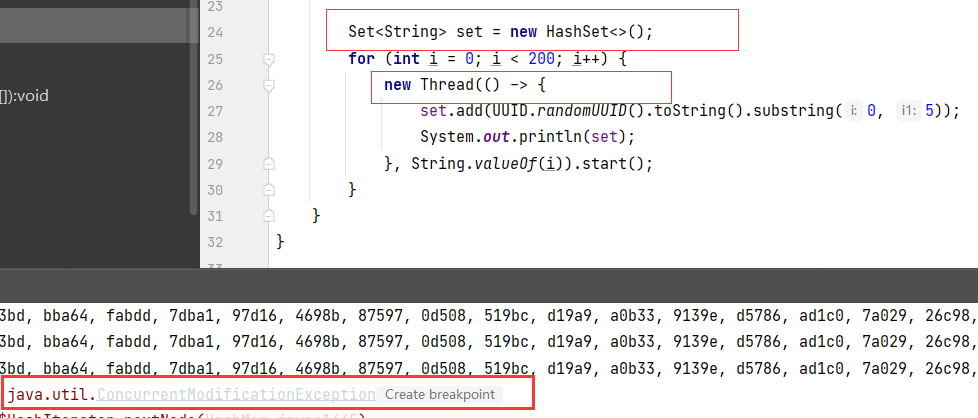 23
24 Set<String> set = new HashSet<>();
25 for (int i = 0; i < 200; i++) {
26 new Thread(() -> {
27 set.add(UUID.randomUUID().toString().substring( i: 0, i1: 5));
28 System.out.println(set);
29 }, String.valueOf(i)).start();
30 }
31 }
32 }
[]):void
3bd, bba64, fabdd, 7dba1, 97d16, 4698b, 87597, 0d508, 519bc, d19a9, a0b33, 9139e, d5786, ad1c0, 7a029, 26c98,
3bd, bba64, fabdd, 7dba1, 97d16, 4698b, 87597, 0d508, 519bc, d19a9, a0b33, 9139e, d5786, ad1c0, 7a029, 26c98,
3bd, bba64, fabdd, 7dba1, 97d16, 4698b, 87597, 0d508, 519bc, d19a9, a0b33, 9139e, d5786, ad1c0, 7a029, 26c98,
java.util.ConcurrentModificationException Create breakpoint